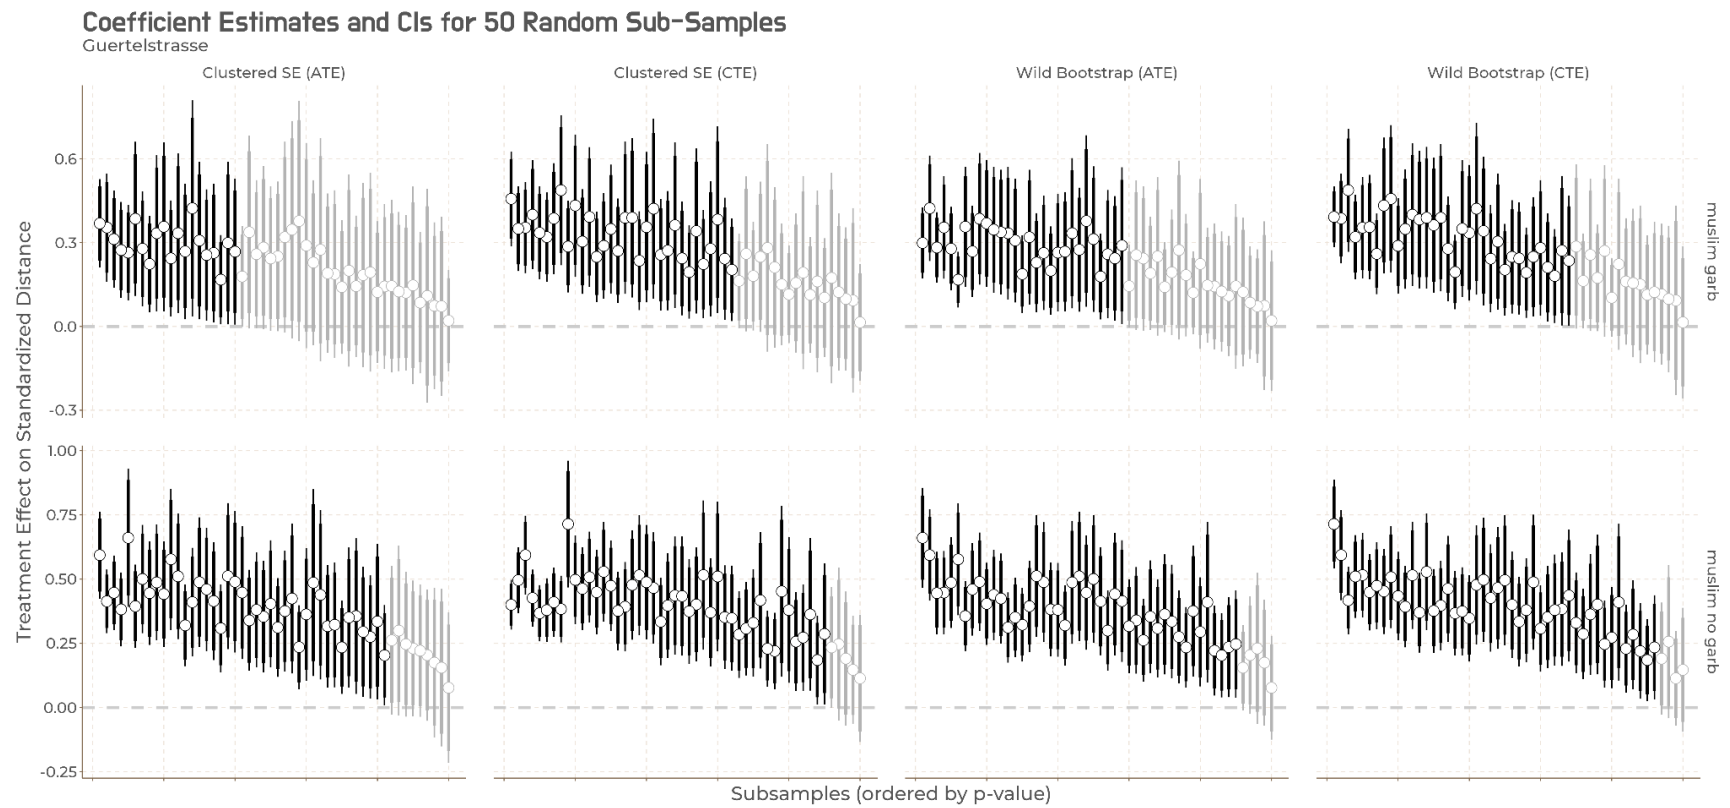 Coefficient Estimates and CIs for 50 Random Sub-Samples
Guertelstrasse
Clustered SE (ATE)
Clustered SE (CTE)
Wild Bootstrap (ATE)
Wild Bootstrap (CTE)
Treatment Effect on Standardized Distance
0.6
0.3
0.0
-0.3
muslim garb
1.00
0.75
0.50
0.25
0.00
-0.25
muslim no garb
Subsamples (ordered by p-value)